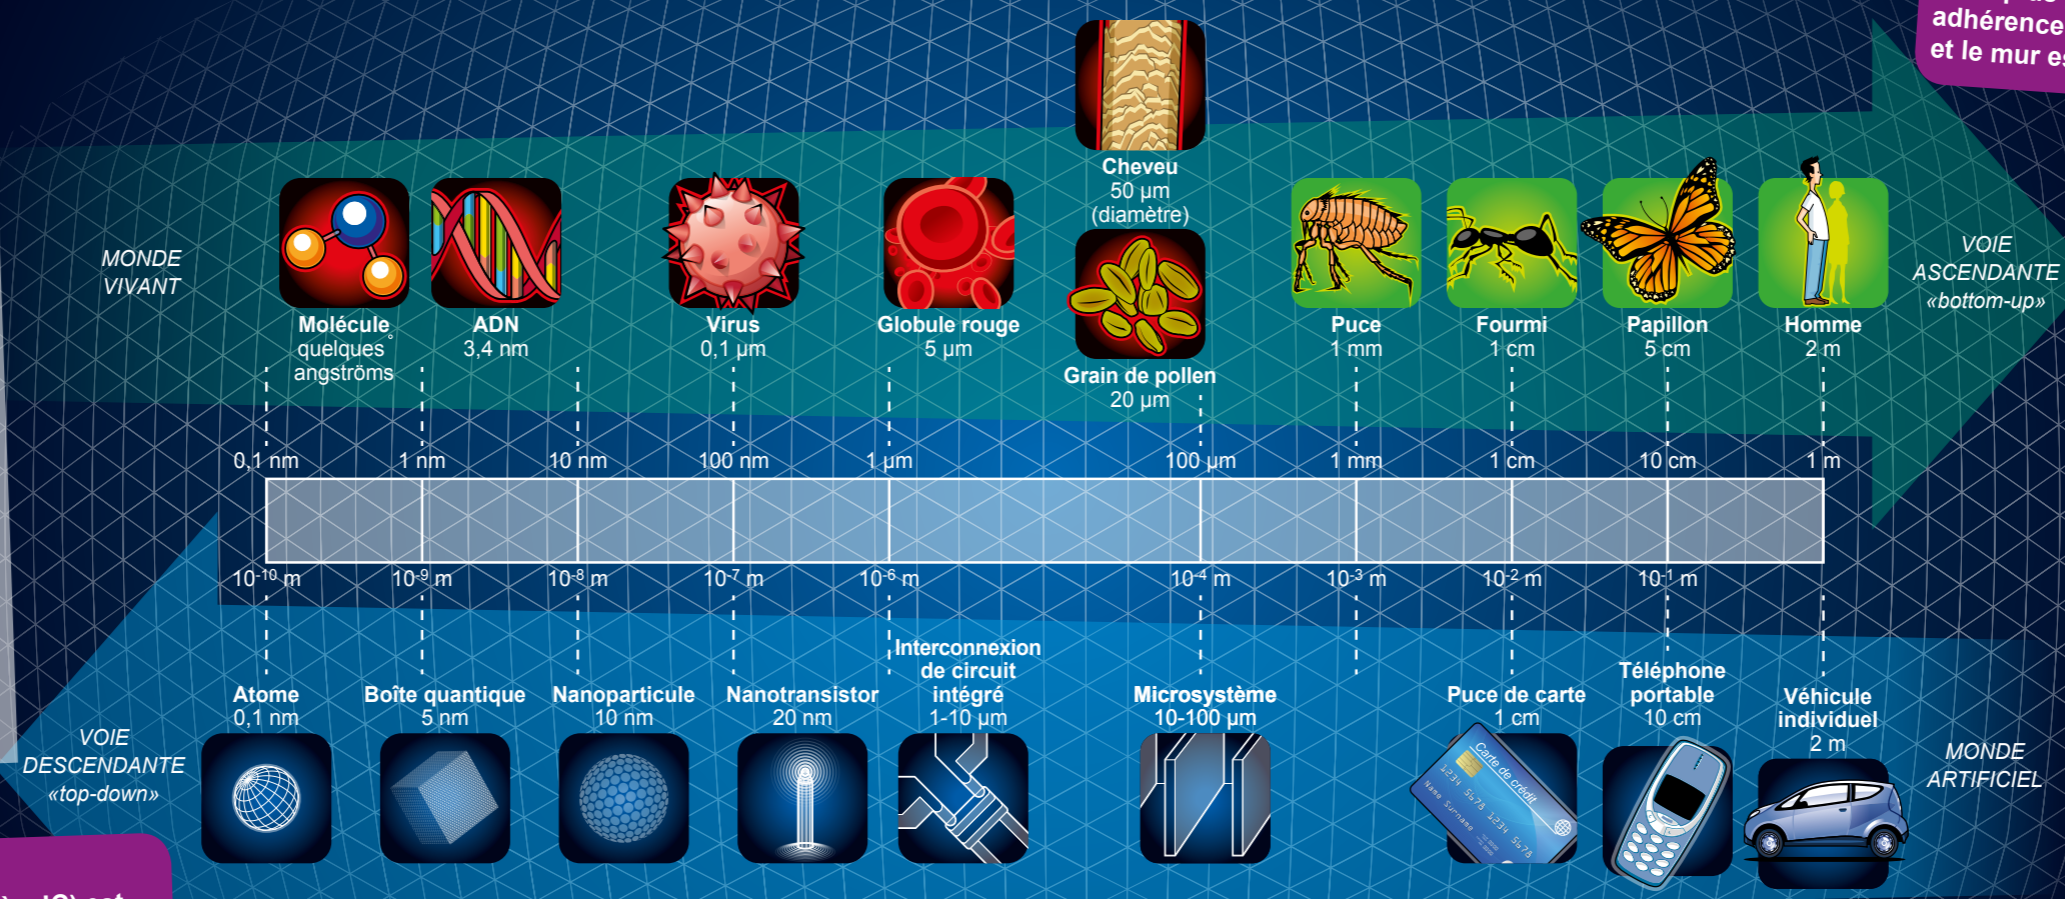 adhérence
et le mur es
Cheveu
50 µm
(diamètre)
MONDE
VIVANT
Molécule
quelques
angströms
ADN
3,4 nm
Virus
0,1 µm
Globule rouge
5 µm
Grain de pollen
20 µm
Puce
1 mm
Fourmi
1 cm
Papillon
5 cm
Homme
2 m
VOIE
ASCENDANTE
«bottom-up»
0,1 nm
1 nm
10 nm
100 nm
1 µm
100 µm
1 mm
1 cm
10 cm
1 m
10⁻¹⁰ m
10⁻⁹ m
10⁻⁸ m
10⁻⁷ m
10⁻⁶ m
10⁻⁴ m
10⁻³ m
10⁻² m
10⁻¹ m
VOIE
DESCENDANTE
«top-down»
Atome
0,1 nm
Boîte quantique
5 nm
Nanoparticule
10 nm
Nanotransistor
20 nm
Interconnexion
de circuit
intégré
1-10 µm
Microsystème
10-100 µm
Puce de carte
1 cm
Carte de crédit
1234 5678 1234 5678
Name Surname
Téléphone
portable
10 cm
Véhicule
individuel
2 m
MONDE
ARTIFICIEL